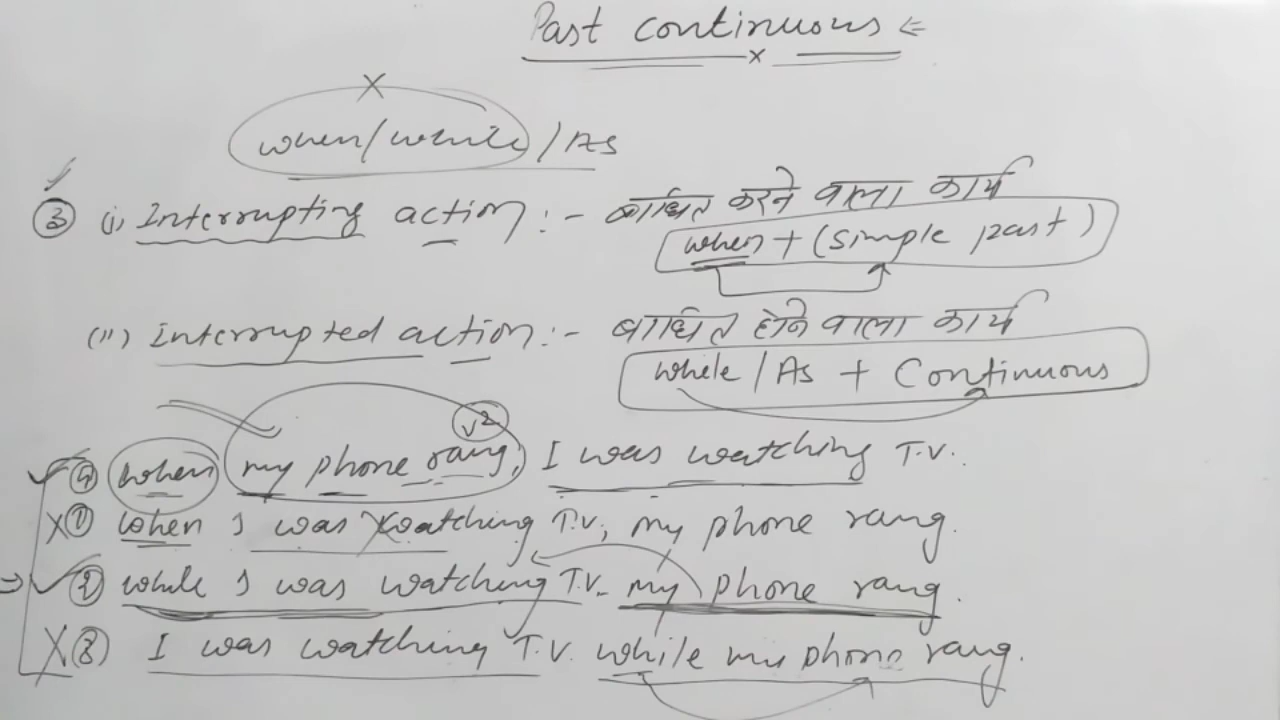 Past continuous
when/while/As
③ (i) Interrupting action :- बाधित करने वाला कार्य
when + (simple past)
(ii) Interrupted action :- बाधित होने वाला कार्य
while/As + Continuous
v²
④ when my phone rang, I was watching T.V.
① when I was watching T.V, my phone rang.
② while I was watching T.V. my phone rang.
③ I was watching T.V. while my phone rang.